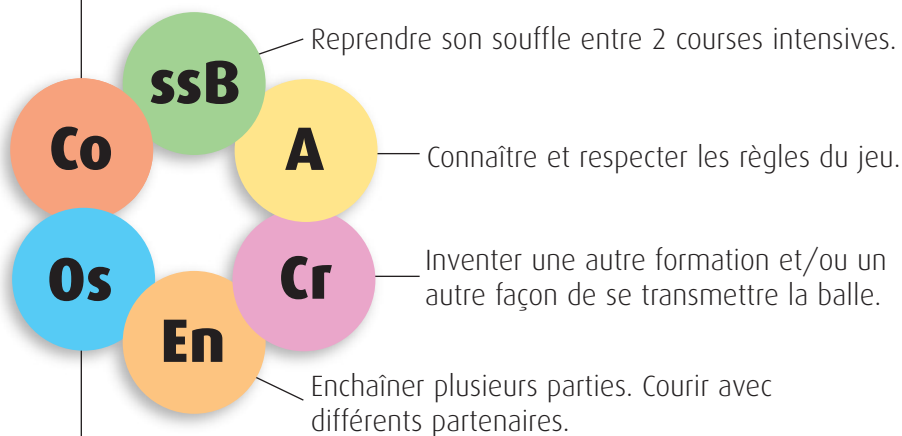 ssB
Reprendre son souffle entre 2 courses intensives.
Co
A
Connaître et respecter les règles du jeu.
Os
Cr
Inventer une autre formation et/ou un
autre façon de se transmettre la balle.
En
Enchaîner plusieurs parties. Courir avec
différents partenaires.